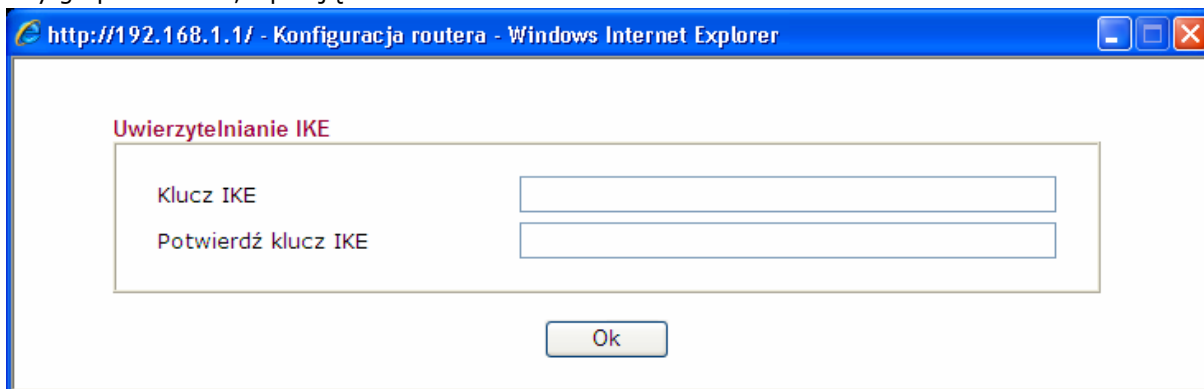 http://192.168.1.1/ - Konfiguracja routera - Windows Internet Explorer
Uwierzytelnianie IKE
Klucz IKE
Potwierdź klucz IKE
Ok